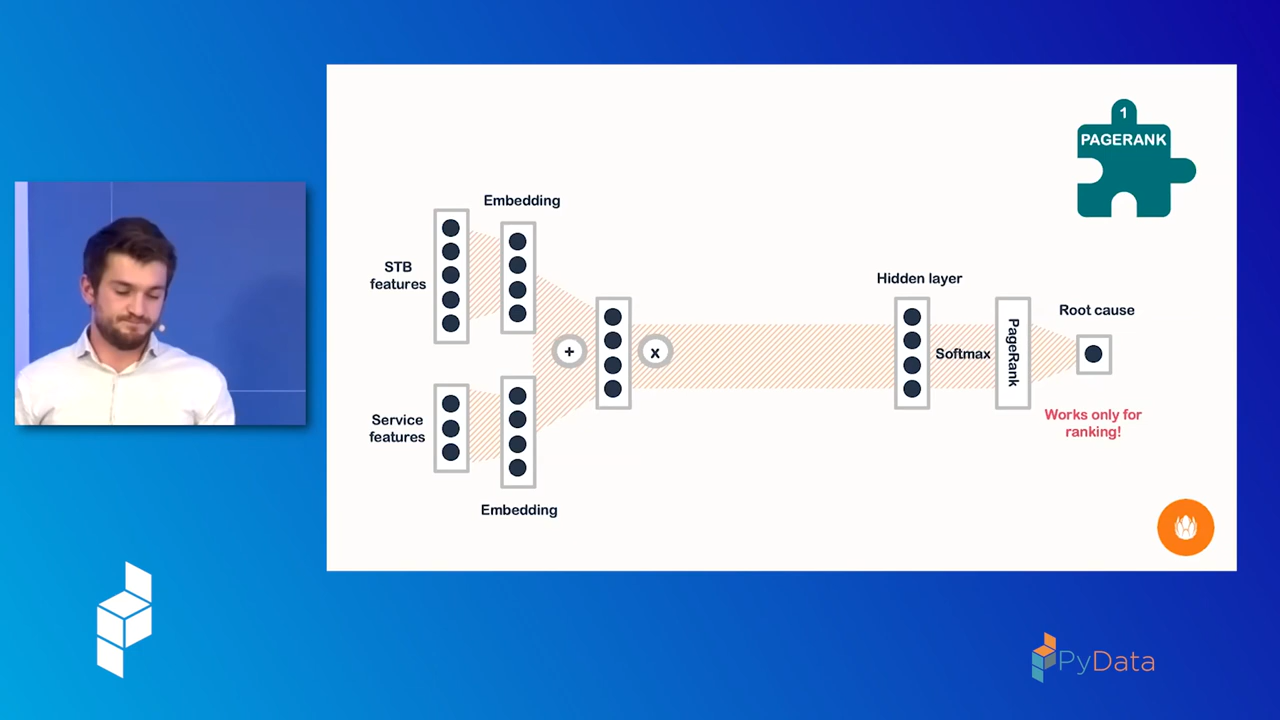 1
PAGERANK
Embedding
STB
features
Hidden layer
Root cause
+
x
Softmax
PageRank
Works only for
ranking!
Service
features
Embedding
PyData